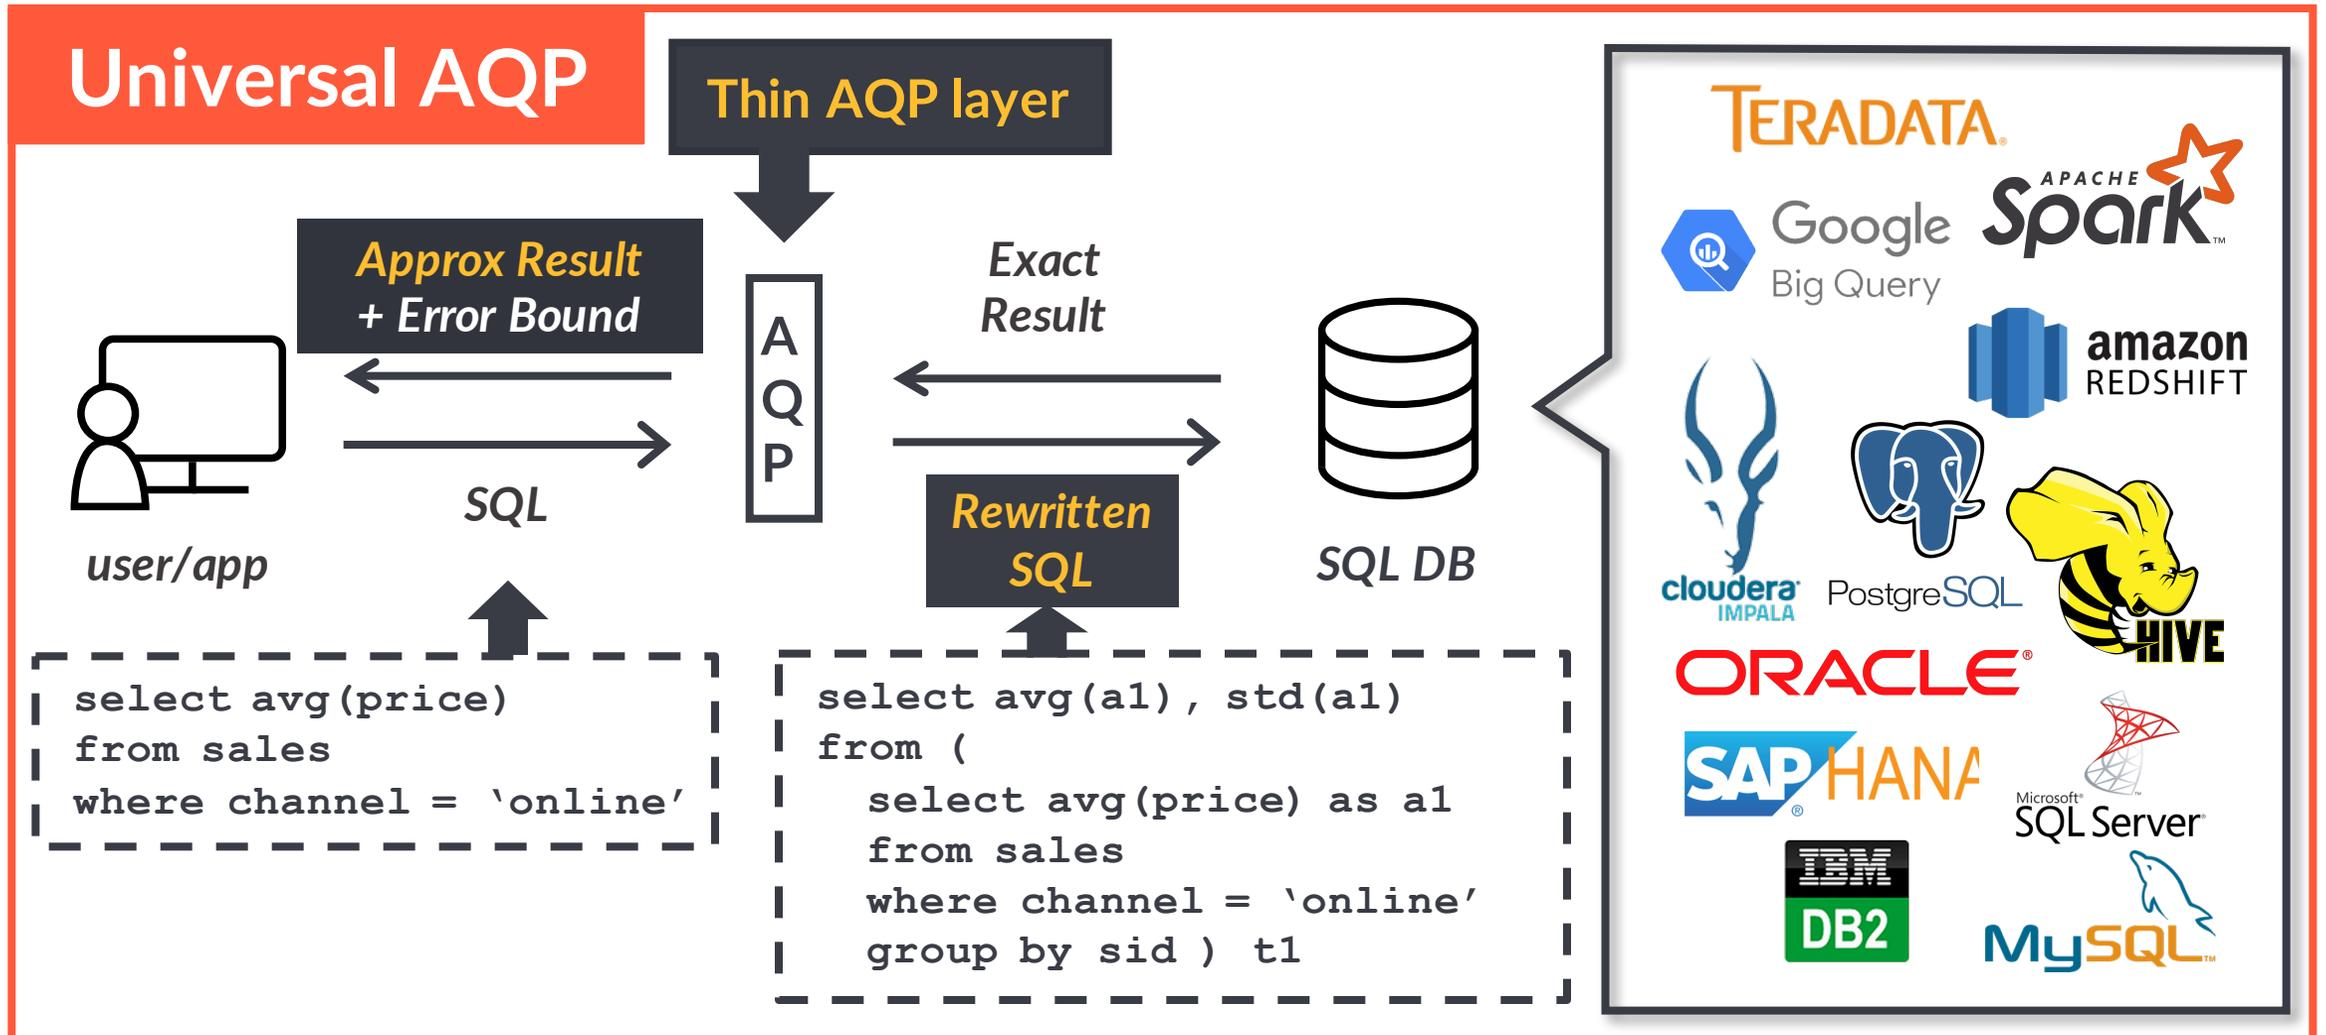 Universal AQP
Thin AQP layer
Approx Result
+ Error Bound
Exact
Result
A
Q
P
SQL
Rewritten
SQL
user/app
SQL DB
select avg(price)
from sales
where channel = ‘online’
select avg(a1), std(a1)
from (
select avg(price) as a1
from sales
where channel = ‘online’
group by sid ) t1
TERADATA®
APACHE
Spark™
Google
Big Query
amazon
REDSHIFT
cloudera®
IMPALA
PostgreSQL
HIVE
ORACLE®
SAP® HANA
Microsoft®
SQL Server®
IBM
DB2
MySQL™